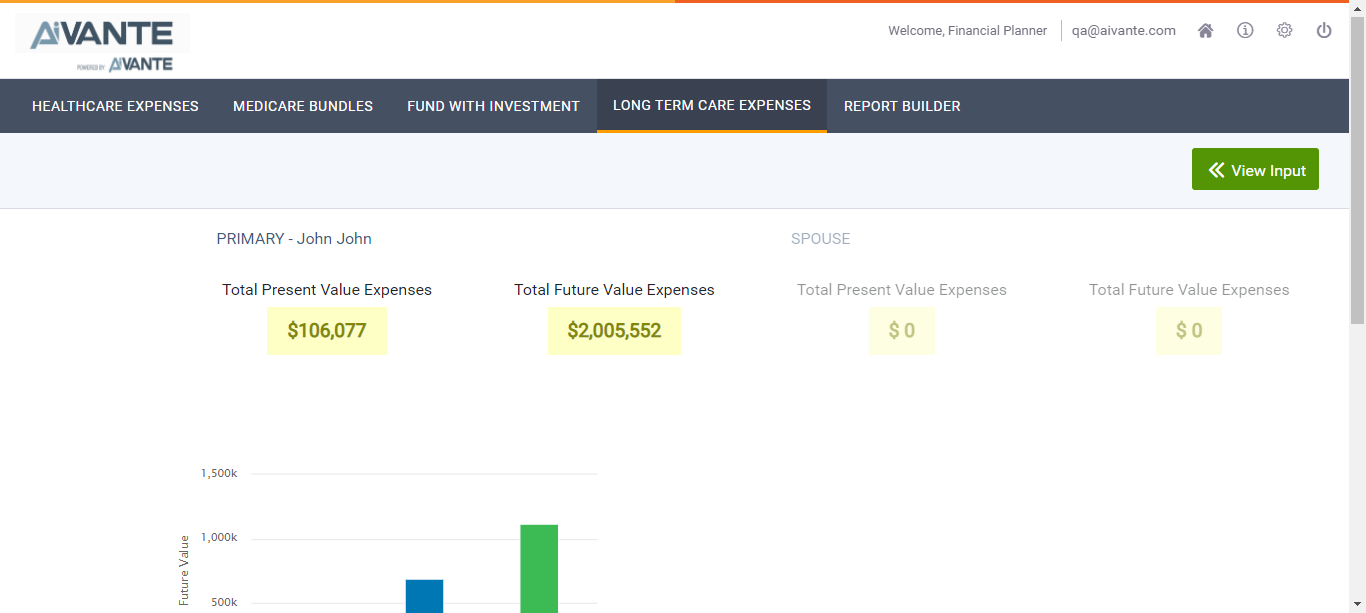 AiVANTE
POWERED BY AiVANTE
Welcome, Financial Planner
qa@aivante.com
HEALTHCARE EXPENSES
MEDICARE BUNDLES
FUND WITH INVESTMENT
LONG TERM CARE EXPENSES
REPORT BUILDER
View Input
PRIMARY - John John
SPOUSE
Total Present Value Expenses
Total Future Value Expenses
Total Present Value Expenses
Total Future Value Expenses
$106,077
$2,005,552
$ 0
$ 0
1,500k
1,000k
500k
Future Value